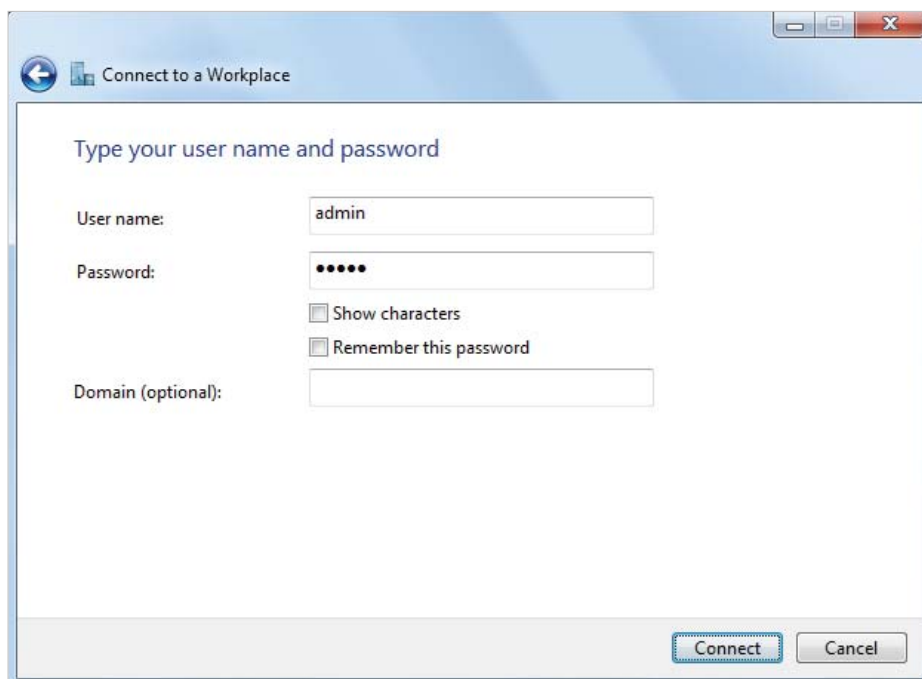 Connect to a Workplace
Type your user name and password
User name:
admin
Password:
•••••
Show characters
Remember this password
Domain (optional):
Connect
Cancel